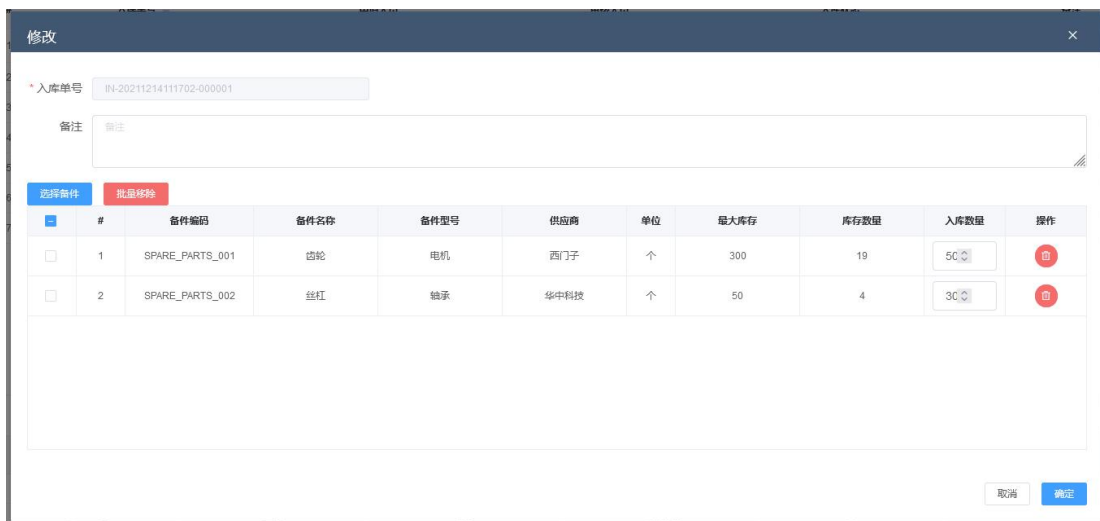 修改
* 入库单号 IN-20211214111702-000001
备注 备注
选择备件 批量移除
# 备件编码 备件名称 备件型号 供应商 单位 最大库存 库存数量 入库数量 操作
1 SPARE_PARTS_001 齿轮 电机 西门子 个 300 19 50
2 SPARE_PARTS_002 丝杠 轴承 华中科技 个 50 4 30
取消 确定